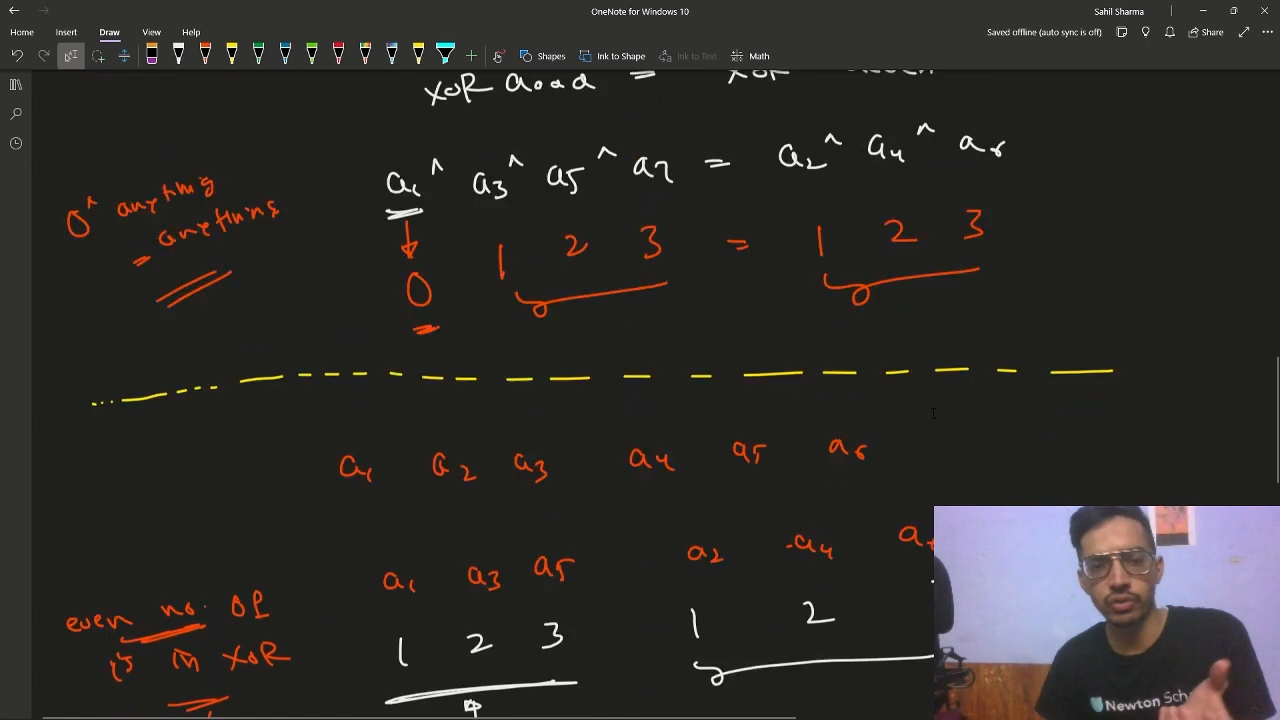 OneNote for Windows 10
Sahil Sharma
Home Insert Draw View Help
Saved offline (auto sync is off) Share
Shapes Ink to Shape Ink to Text Math
XOR =
a1 ^ a3 ^ a5 ^ a7 = a2 ^ a4 ^ a6
0 ^ anything
= anything
0 1 2 3 = 1 2 3
a1 a2 a3 a4 a5 a6
a1 a3 a5 a2 a4
1 2 3 1 2
even no. of
1's in XOR
Newton Sch